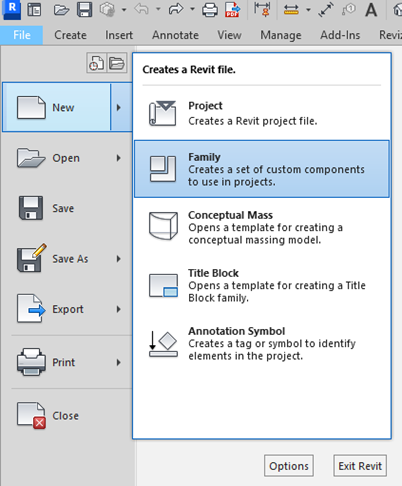 R
PDF
A
File Create Insert Annotate View Manage Add-Ins
Creates a Revit file.
New
Project
Creates a Revit project file.
Open
Family
Creates a set of custom components
to use in projects.
Save
Conceptual Mass
Opens a template for creating a
conceptual massing model.
Save As
Title Block
Opens a template for creating a Title
Block family.
Export
Annotation Symbol
Creates a tag or symbol to identify
elements in the project.
Print
Close
Options Exit Revit